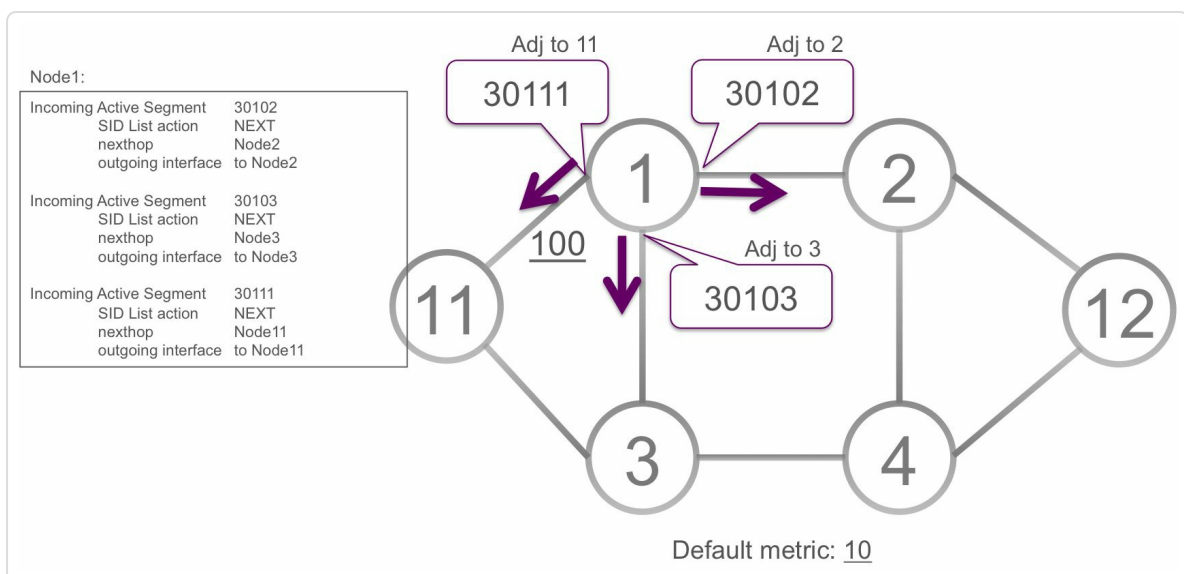 Node1:
Incoming Active Segment 30102
SID List action NEXT
nexthop Node2
outgoing interface to Node2
Incoming Active Segment 30103
SID List action NEXT
nexthop Node3
outgoing interface to Node3
Incoming Active Segment 30111
SID List action NEXT
nexthop Node11
outgoing interface to Node11
Adj to 11
30111
Adj to 2
30102
1
2
100
Adj to 3
30103
11
12
3
4
Default metric: 10